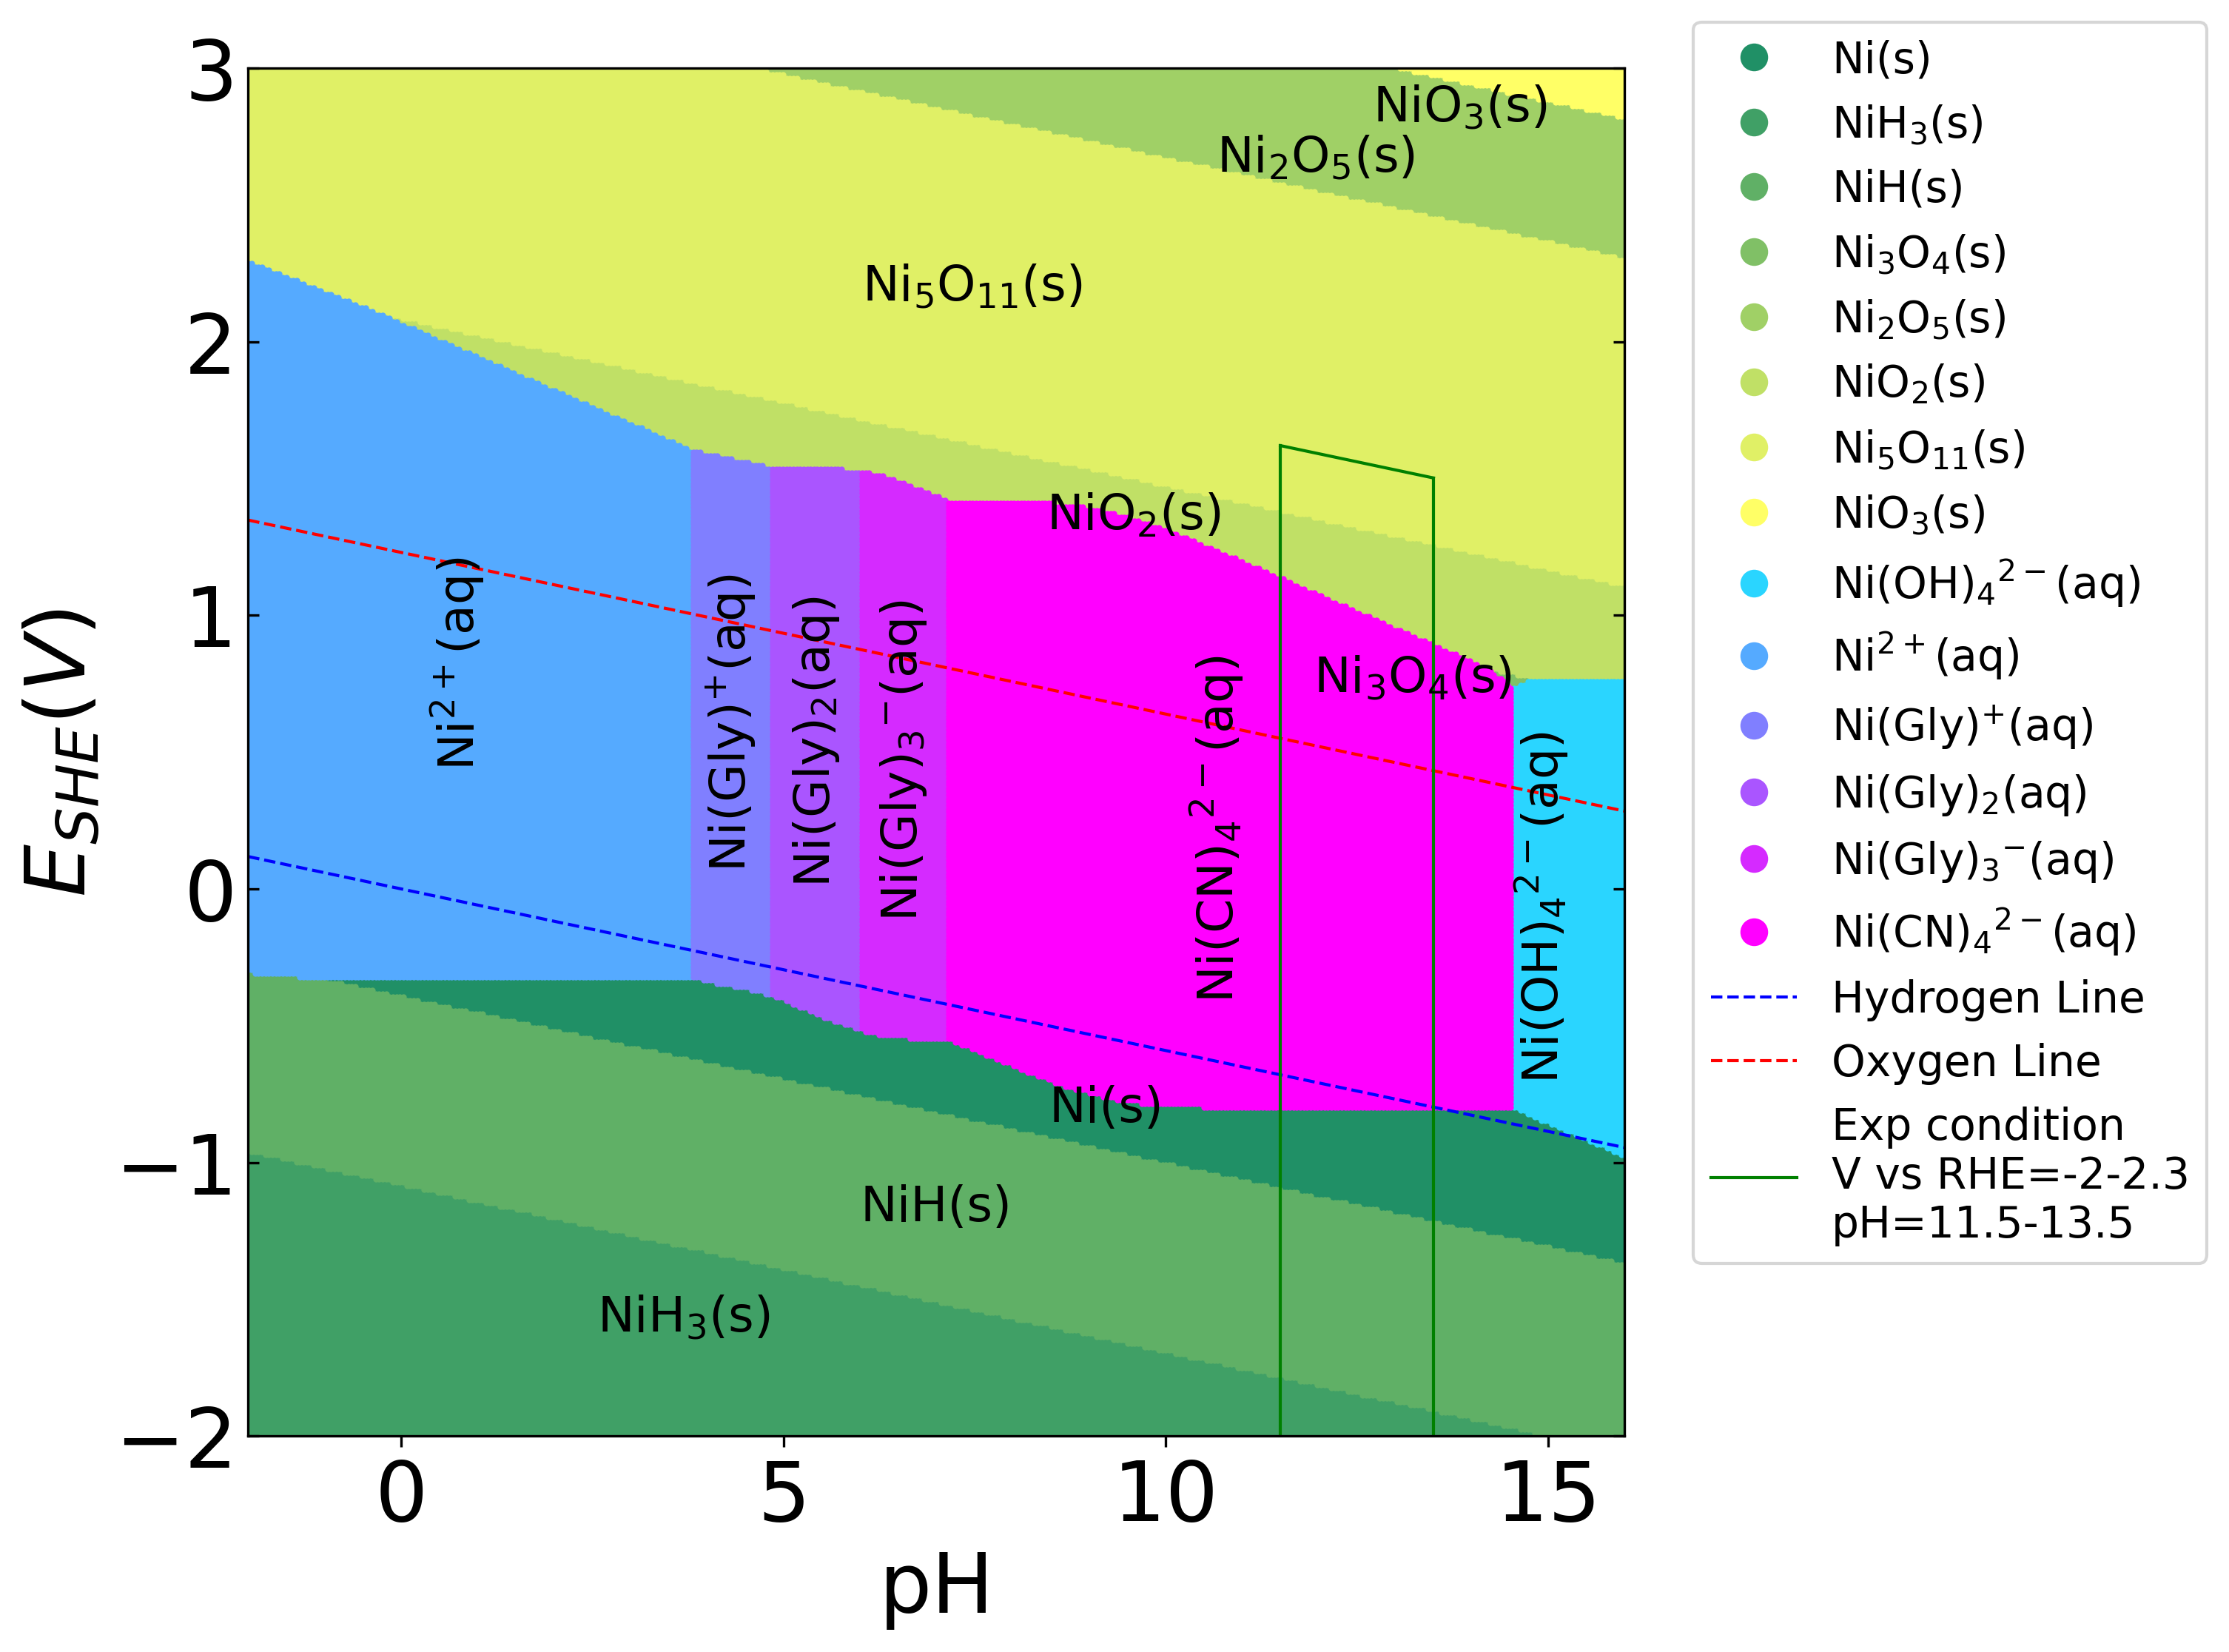 3
2
1
0
−1
−2
E_SHE(V)
0
5
10
15
pH
NiO₃(s)
Ni₂O₅(s)
Ni₅O₁₁(s)
NiO₂(s)
Ni₃O₄(s)
Ni²⁺(aq)
Ni(Gly)⁺(aq)
Ni(Gly)₂(aq)
Ni(Gly)₃⁻(aq)
Ni(CN)₄²⁻(aq)
Ni(OH)₄²⁻(aq)
Ni(s)
NiH(s)
NiH₃(s)
Ni(s)
NiH₃(s)
NiH(s)
Ni₃O₄(s)
Ni₂O₅(s)
NiO₂(s)
Ni₅O₁₁(s)
NiO₃(s)
Ni(OH)₄²⁻(aq)
Ni²⁺(aq)
Ni(Gly)⁺(aq)
Ni(Gly)₂(aq)
Ni(Gly)₃⁻(aq)
Ni(CN)₄²⁻(aq)
Hydrogen Line
Oxygen Line
Exp condition
V vs RHE=-2-2.3
pH=11.5-13.5